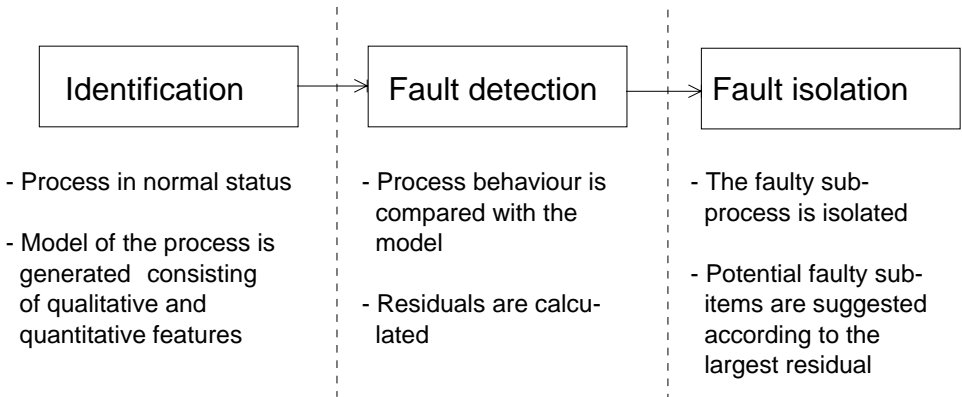 Identification
Fault detection
Fault isolation
- Process in normal status
- Model of the process is
generated consisting
of qualitative and
quantitative features
- Process behaviour is
compared with the
model
- Residuals are calcu-
lated
- The faulty sub-
process is isolated
- Potential faulty sub-
items are suggested
according to the
largest residual